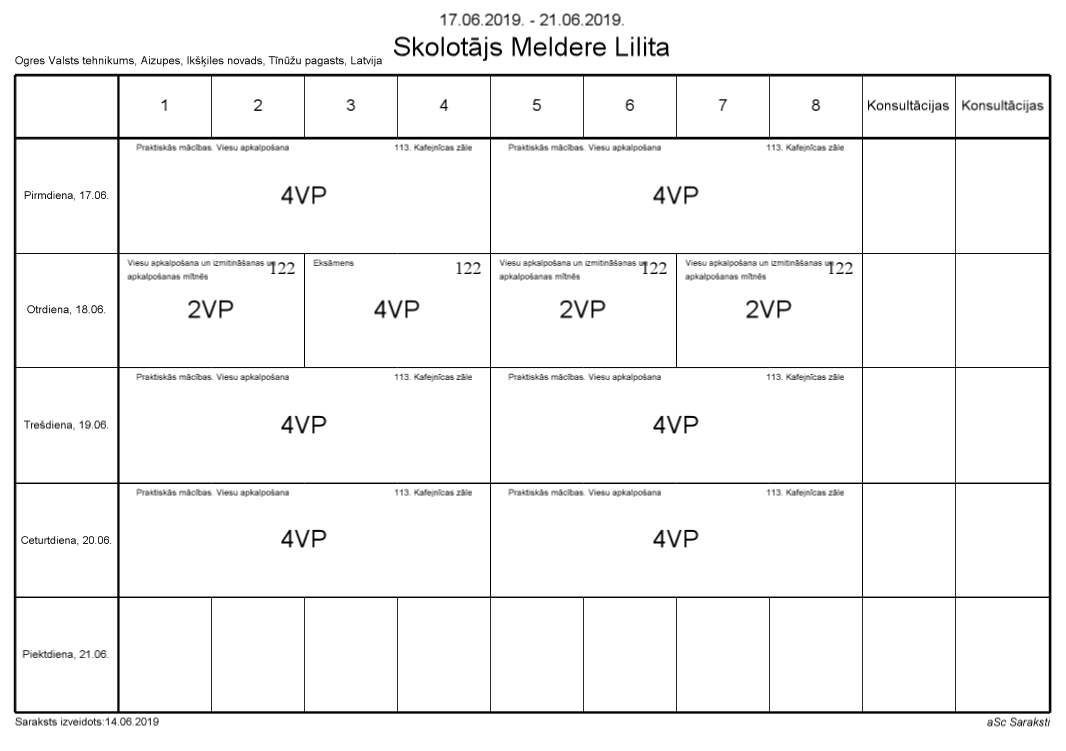 17.06.2019. - 21.06.2019.
Skolotājs Meldere Lilita
Ogres Valsts tehnikums, Aizupes, Ikšķiles novads, Tīnūžu pagasts, Latvija
1 2 3 4 5 6 7 8 Konsultācijas Konsultācijas
Pirmdiena, 17.06.
Praktiskās mācības. Viesu apkalpošana 113. Kafejnīcas zāle
4VP
Praktiskās mācības. Viesu apkalpošana 113. Kafejnīcas zāle
4VP
Otrdiena, 18.06.
Viesu apkalpošana un izmitināšanas un 122
apkalpošanas mītnēs
2VP
Eksāmens 122
4VP
Viesu apkalpošana un izmitināšanas un 122
apkalpošanas mītnēs
2VP
Viesu apkalpošana un izmitināšanas un 122
apkalpošanas mītnēs
2VP
Trešdiena, 19.06.
Praktiskās mācības. Viesu apkalpošana 113. Kafejnīcas zāle
4VP
Praktiskās mācības. Viesu apkalpošana 113. Kafejnīcas zāle
4VP
Ceturtdiena, 20.06.
Praktiskās mācības. Viesu apkalpošana 113. Kafejnīcas zāle
4VP
Praktiskās mācības. Viesu apkalpošana 113. Kafejnīcas zāle
4VP
Piektdiena, 21.06.
Saraksts izveidots:14.06.2019
aSc Saraksti